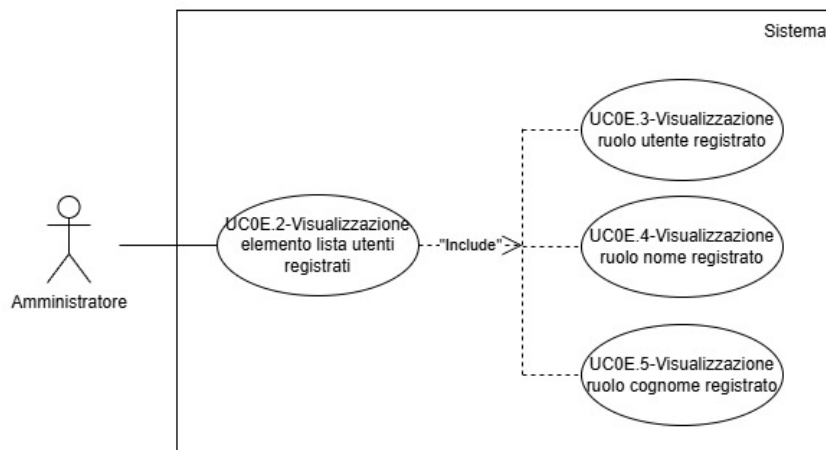 Sistema
UC0E.3-Visualizzazione
ruolo utente registrato
UC0E.2-Visualizzazione
elemento lista utenti
registrati
"Include"
UC0E.4-Visualizzazione
ruolo nome registrato
Amministratore
UC0E.5-Visualizzazione
ruolo cognome registrato